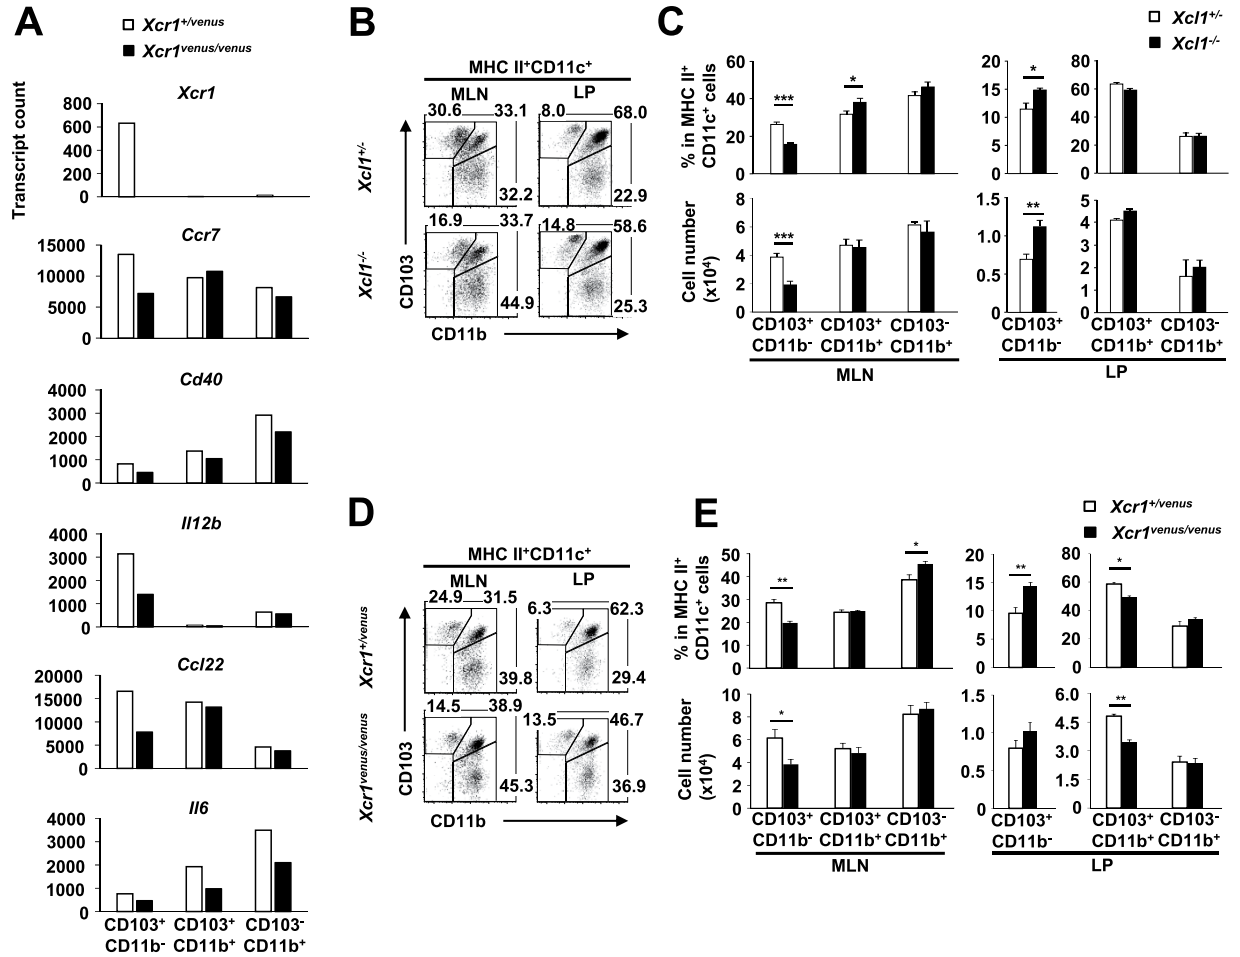 A
Xcr1+/venus
Xcr1venus/venus
Transcript count
Xcr1
800
600
400
200
0
Ccr7
15000
10000
5000
0
Cd40
4000
3000
2000
1000
0
Il12b
4000
3000
2000
1000
0
Ccl22
20000
15000
10000
5000
0
Il6
4000
3000
2000
1000
0
CD103+ CD103+ CD103-
CD11b- CD11b+ CD11b+
B
MHC II+CD11c+
MLN LP
30.6 33.1 8.0 68.0
Xcl1+/-
32.2 22.9
16.9 33.7 14.8 58.6
Xcl1-/-
44.9 25.3
CD103
CD11b
C
Xcl1+/-
Xcl1-/-
% in MHC II+
CD11c+ cells
60
40
20
0
*** *
20
15
10
5
0
*
80
60
40
20
0
Cell number
(x10⁴)
8
6
4
2
0
***
1.5
1.0
0.5
0
**
5
4
3
2
1
0
CD103+ CD103+ CD103- CD103+ CD103+ CD103-
CD11b- CD11b+ CD11b+ CD11b- CD11b+ CD11b+
MLN LP
D
MHC II+CD11c+
MLN LP
24.9 31.5 6.3 62.3
Xcr1+/venus
39.8 29.4
14.5 38.9 13.5 46.7
Xcr1venus/venus
45.3 36.9
CD103
CD11b
E
Xcr1+/venus
Xcr1venus/venus
% in MHC II+
CD11c+ cells
50
40
30
20
10
0
** *
20
15
10
5
0
**
80
60
40
20
0
*
Cell number
(x10⁴)
10
8
6
4
2
0
*
1.5
1.0
0.5
0
6.0
4.5
3.0
1.5
0
**
CD103+ CD103+ CD103- CD103+ CD103+ CD103-
CD11b- CD11b+ CD11b+ CD11b- CD11b+ CD11b+
MLN LP